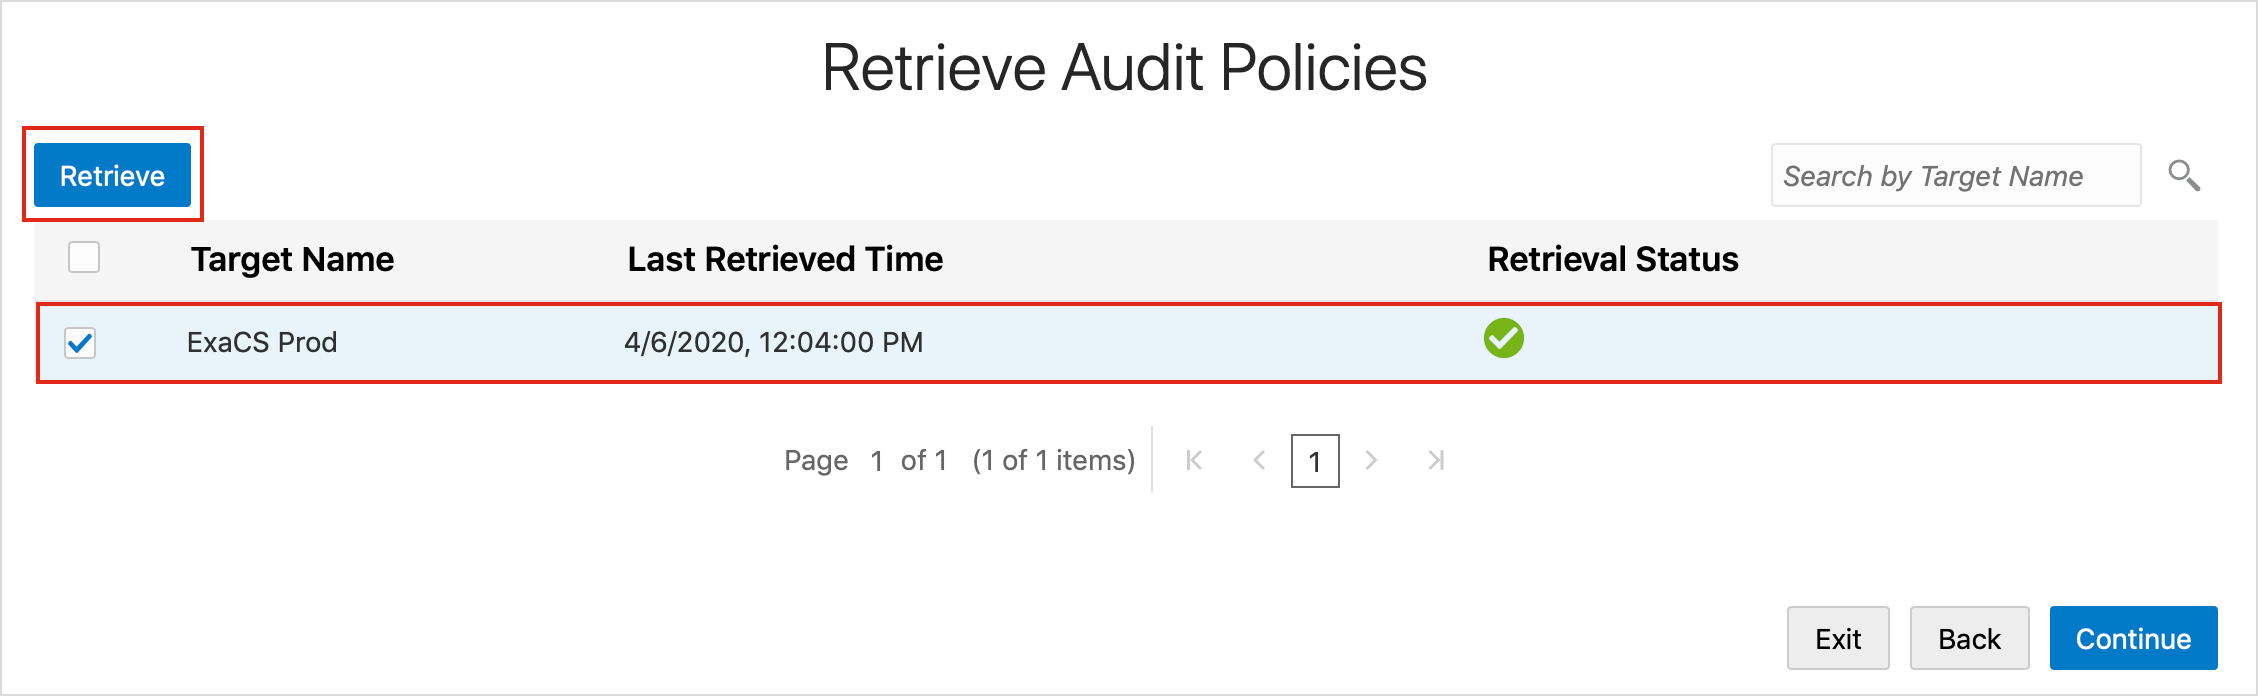 Retrieve Audit Policies
Retrieve
Search by Target Name
Target Name Last Retrieved Time Retrieval Status
ExaCS Prod 4/6/2020, 12:04:00 PM
Page 1 of 1 (1 of 1 items) 1
Exit Back Continue